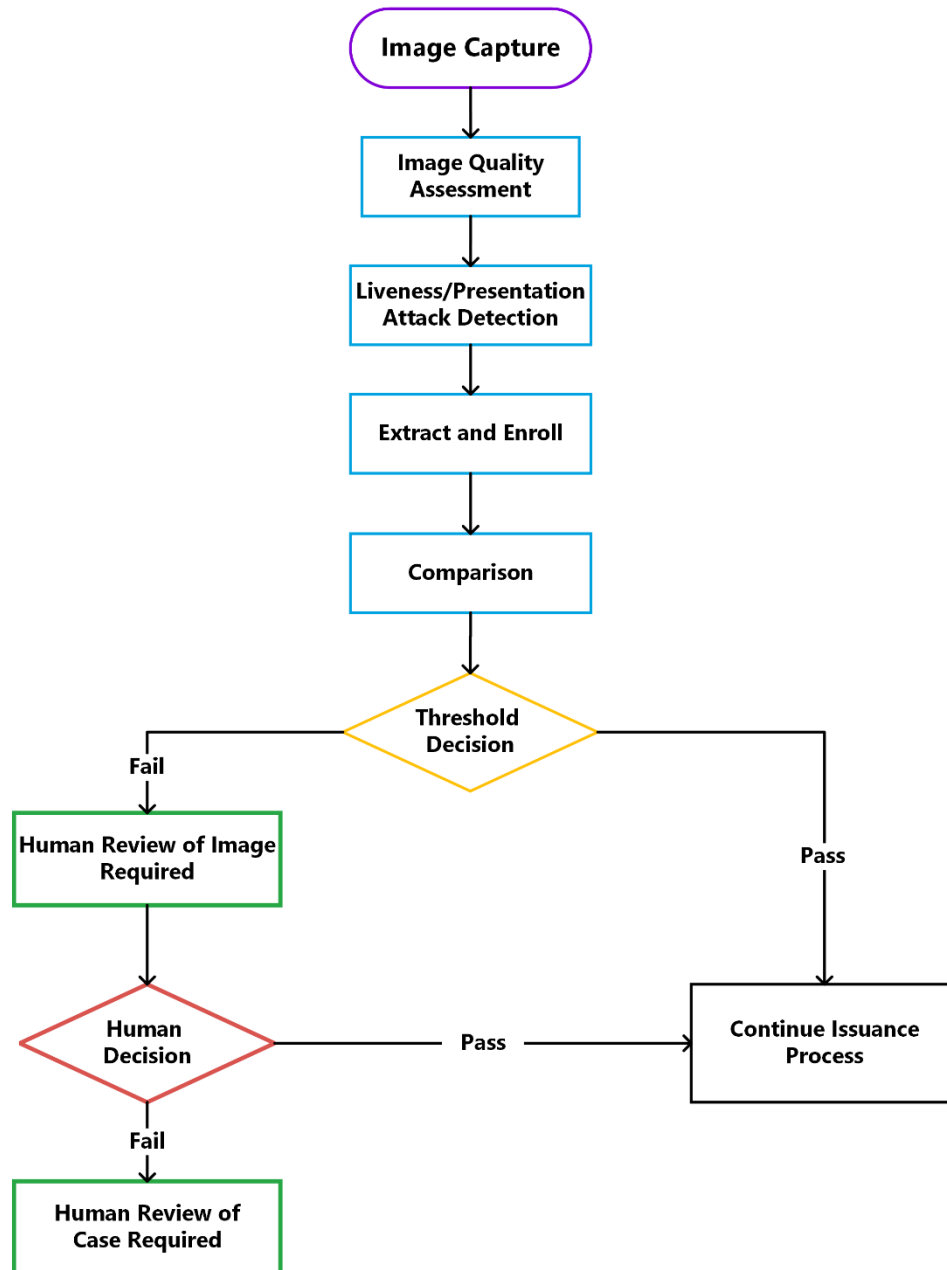 Image Capture
Image Quality
Assessment
Liveness/Presentation
Attack Detection
Extract and Enroll
Comparison
Threshold
Decision
Fail
Human Review of Image
Required
Pass
Human
Decision
Pass
Continue Issuance
Process
Fail
Human Review of
Case Required